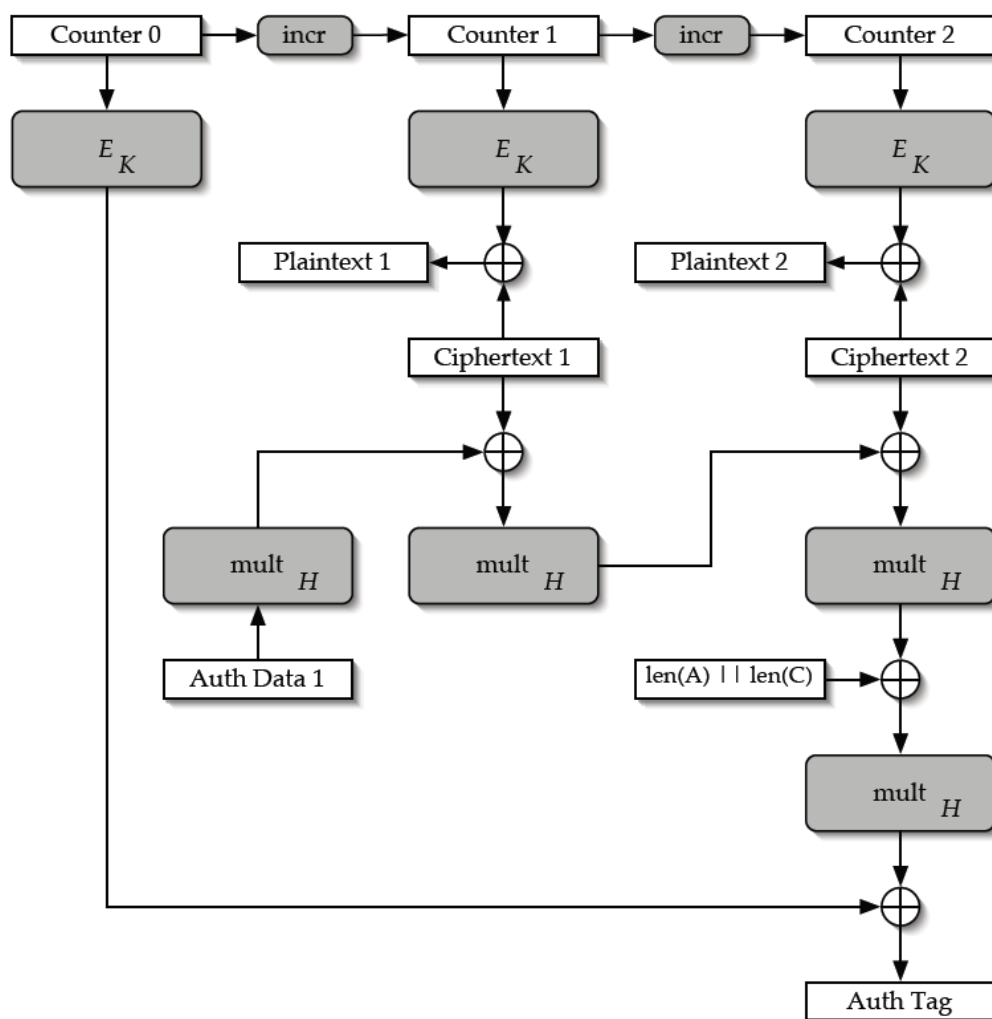 Counter 0
incr
Counter 1
incr
Counter 2
E K
E K
E K
Plaintext 1
Plaintext 2
Ciphertext 1
Ciphertext 2
mult H
mult H
mult H
Auth Data 1
len(A) || len(C)
mult H
Auth Tag